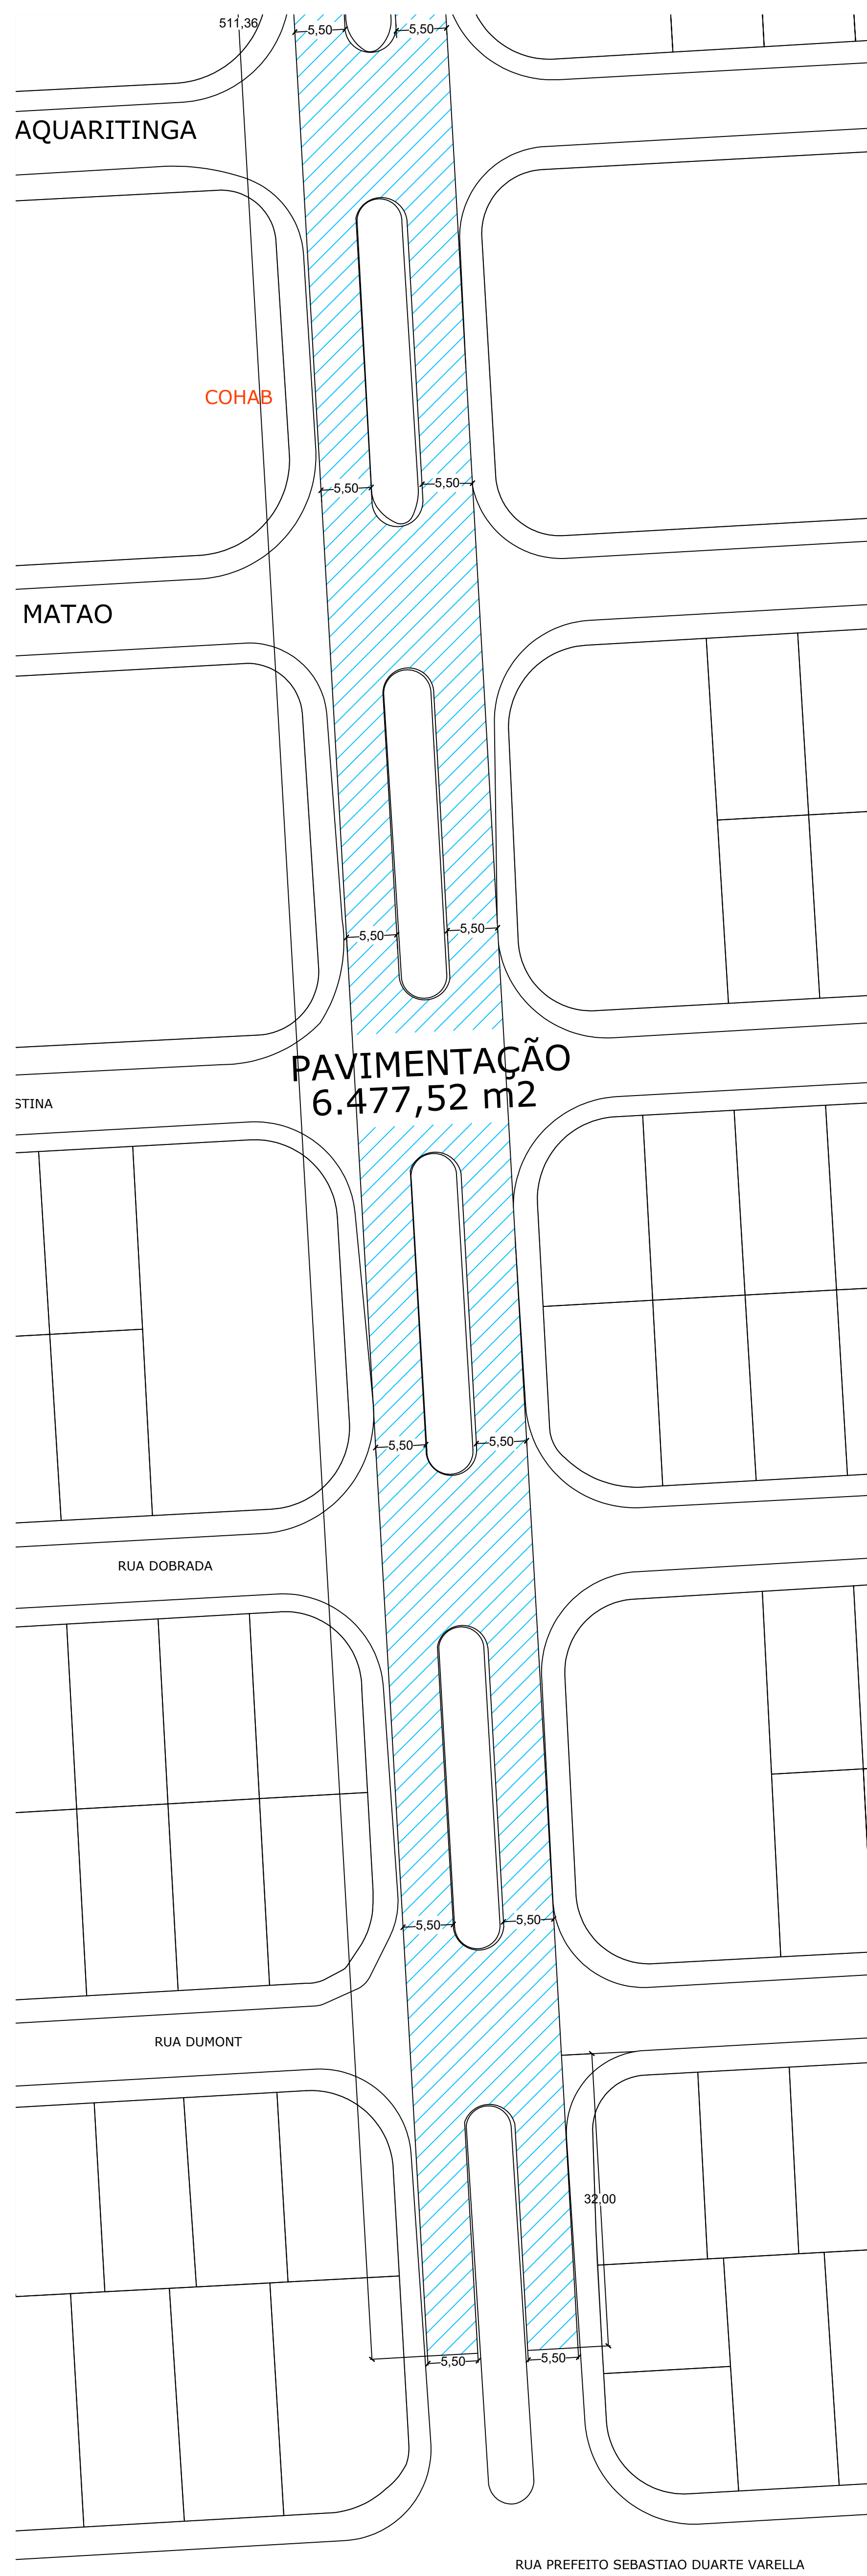 511,36
5,50
5,50
AQUARITINGA
COHAB
5,50
5,50
MATAO
5,50
5,50
PAVIMENTAÇÃO
6.477,52 m2
STINA
5,50
5,50
RUA DOBRADA
5,50
5,50
RUA DUMONT
32,00
5,50
5,50
RUA PREFEITO SEBASTIAO DUARTE VARELLA